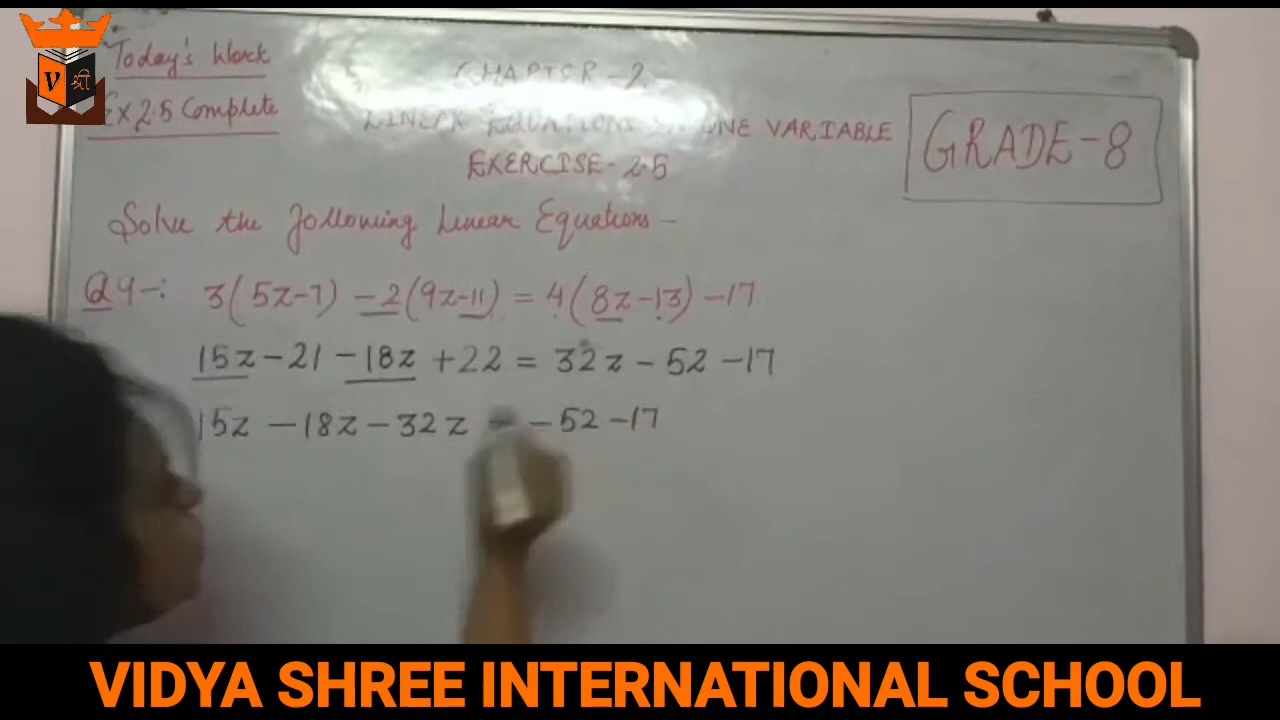 Today's Work
Ex 2.5 Complete
V श्री
CHAPTER-2
LINEAR EQUATIONS IN ONE VARIABLE
EXERCISE-2.5
GRADE-8
Solve the following Linear Equations-
Q9-: 3(5z-7) -2(9z-11) = 4(8z-13) -17
15z -21 -18z +22 = 32z -52 -17
15z -18z -32z = -52 -17
VIDYA SHREE INTERNATIONAL SCHOOL